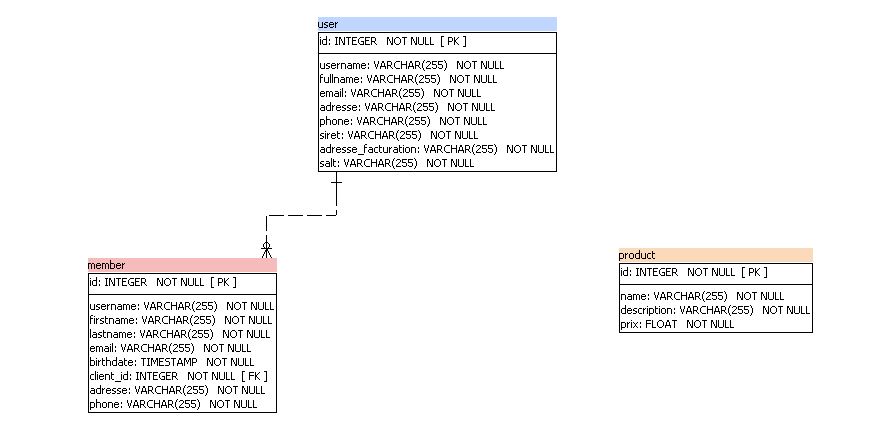 user
id: INTEGER NOT NULL [ PK ]
username: VARCHAR(255) NOT NULL
fullname: VARCHAR(255) NOT NULL
email: VARCHAR(255) NOT NULL
adresse: VARCHAR(255) NOT NULL
phone: VARCHAR(255) NOT NULL
siret: VARCHAR(255) NOT NULL
adresse_facturation: VARCHAR(255) NOT NULL
salt: VARCHAR(255) NOT NULL
member
id: INTEGER NOT NULL [ PK ]
username: VARCHAR(255) NOT NULL
firstname: VARCHAR(255) NOT NULL
lastname: VARCHAR(255) NOT NULL
email: VARCHAR(255) NOT NULL
birthdate: TIMESTAMP NOT NULL
client_id: INTEGER NOT NULL [ FK ]
adresse: VARCHAR(255) NOT NULL
phone: VARCHAR(255) NOT NULL
product
id: INTEGER NOT NULL [ PK ]
name: VARCHAR(255) NOT NULL
description: VARCHAR(255) NOT NULL
prix: FLOAT NOT NULL